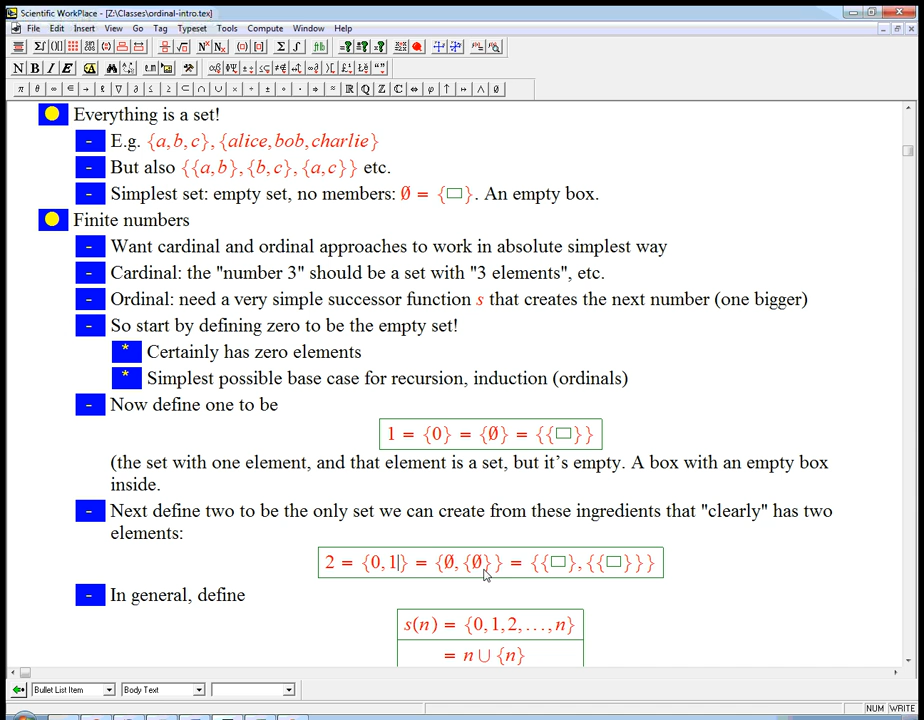 Scientific WorkPlace - [Z:\Classes\ordinal-intro.tex]
File Edit Insert View Go Tag Typeset Tools Compute Window Help
Everything is a set!
- E.g. {a,b,c}, {alice,bob,charlie}
- But also {{a,b},{b,c},{a,c}} etc.
- Simplest set: empty set, no members: Ø = {□}. An empty box.
Finite numbers
- Want cardinal and ordinal approaches to work in absolute simplest way
- Cardinal: the "number 3" should be a set with "3 elements", etc.
- Ordinal: need a very simple successor function s that creates the next number (one bigger)
- So start by defining zero to be the empty set!
* Certainly has zero elements
* Simplest possible base case for recursion, induction (ordinals)
- Now define one to be
1 = {0} = {Ø} = {{□}}
(the set with one element, and that element is a set, but it's empty. A box with an empty box
inside.
- Next define two to be the only set we can create from these ingredients that "clearly" has two
elements:
2 = {0,1} = {Ø,{Ø}} = {{□},{{□}}}
- In general, define
s(n) = {0,1,2,…,n}
= n ∪ {n}
Bullet List Item Body Text
NUM WRITE